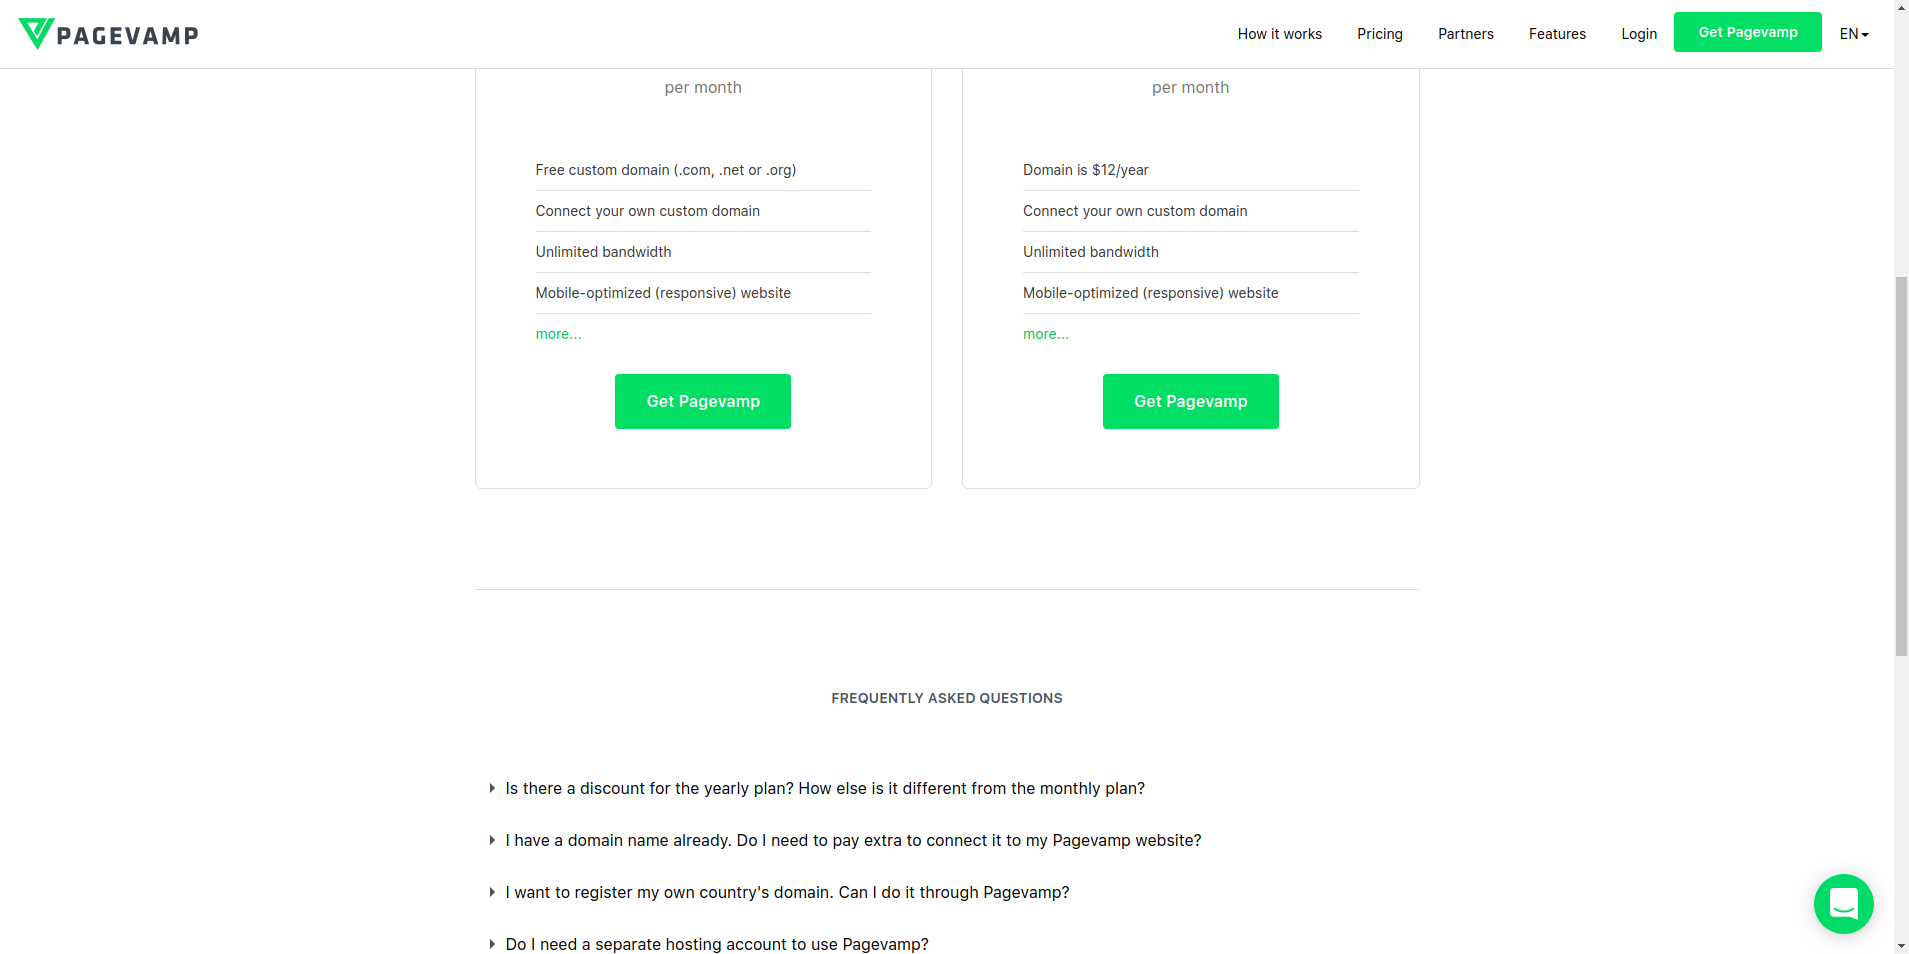 PAGEVAMP
How it works Pricing Partners Features Login Get Pagevamp EN
per month
Free custom domain (.com, .net or .org)
Connect your own custom domain
Unlimited bandwidth
Mobile-optimized (responsive) website
more...
Get Pagevamp
per month
Domain is $12/year
Connect your own custom domain
Unlimited bandwidth
Mobile-optimized (responsive) website
more...
Get Pagevamp
FREQUENTLY ASKED QUESTIONS
Is there a discount for the yearly plan? How else is it different from the monthly plan?
I have a domain name already. Do I need to pay extra to connect it to my Pagevamp website?
I want to register my own country's domain. Can I do it through Pagevamp?
Do I need a separate hosting account to use Pagevamp?